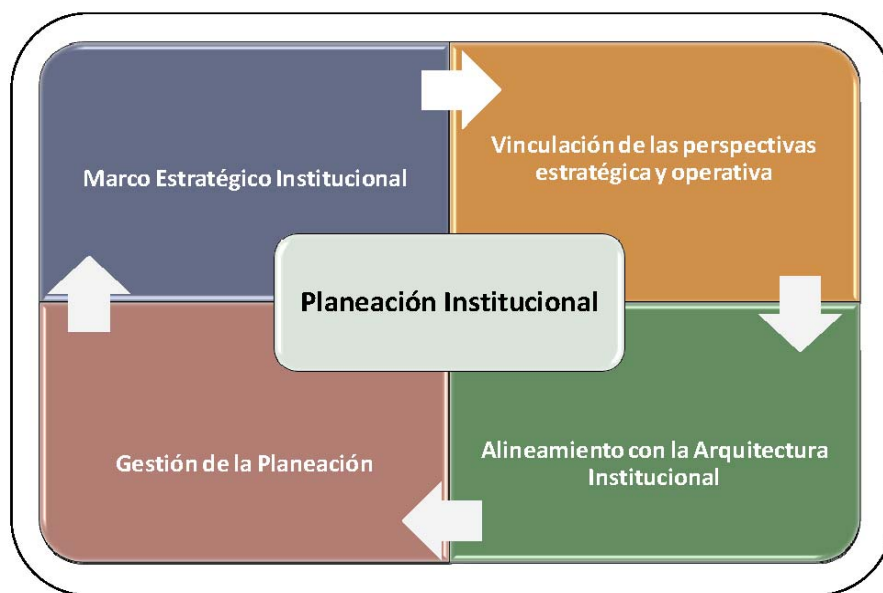 Marco Estratégico Institucional
Vinculación de las perspectivas
estratégica y operativa
Planeación Institucional
Gestión de la Planeación
Alineamiento con la Arquitectura
Institucional